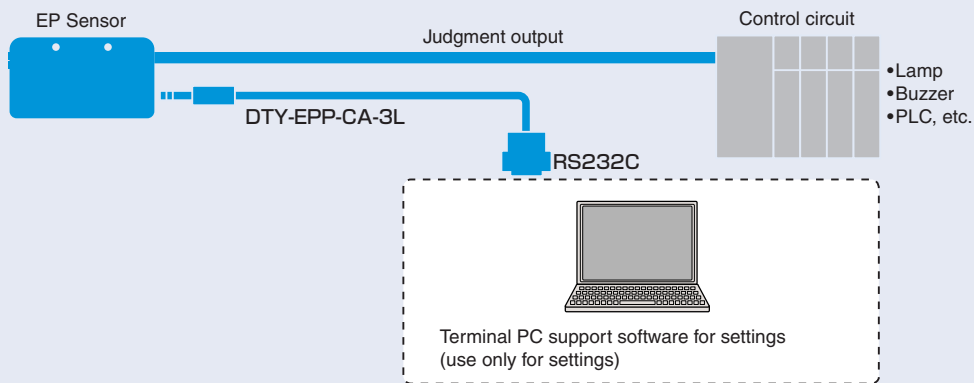 EP Sensor
Control circuit
Judgment output
•Lamp
•Buzzer
•PLC, etc.
DTY-EPP-CA-3L
RS232C
Terminal PC support software for settings
(use only for settings)